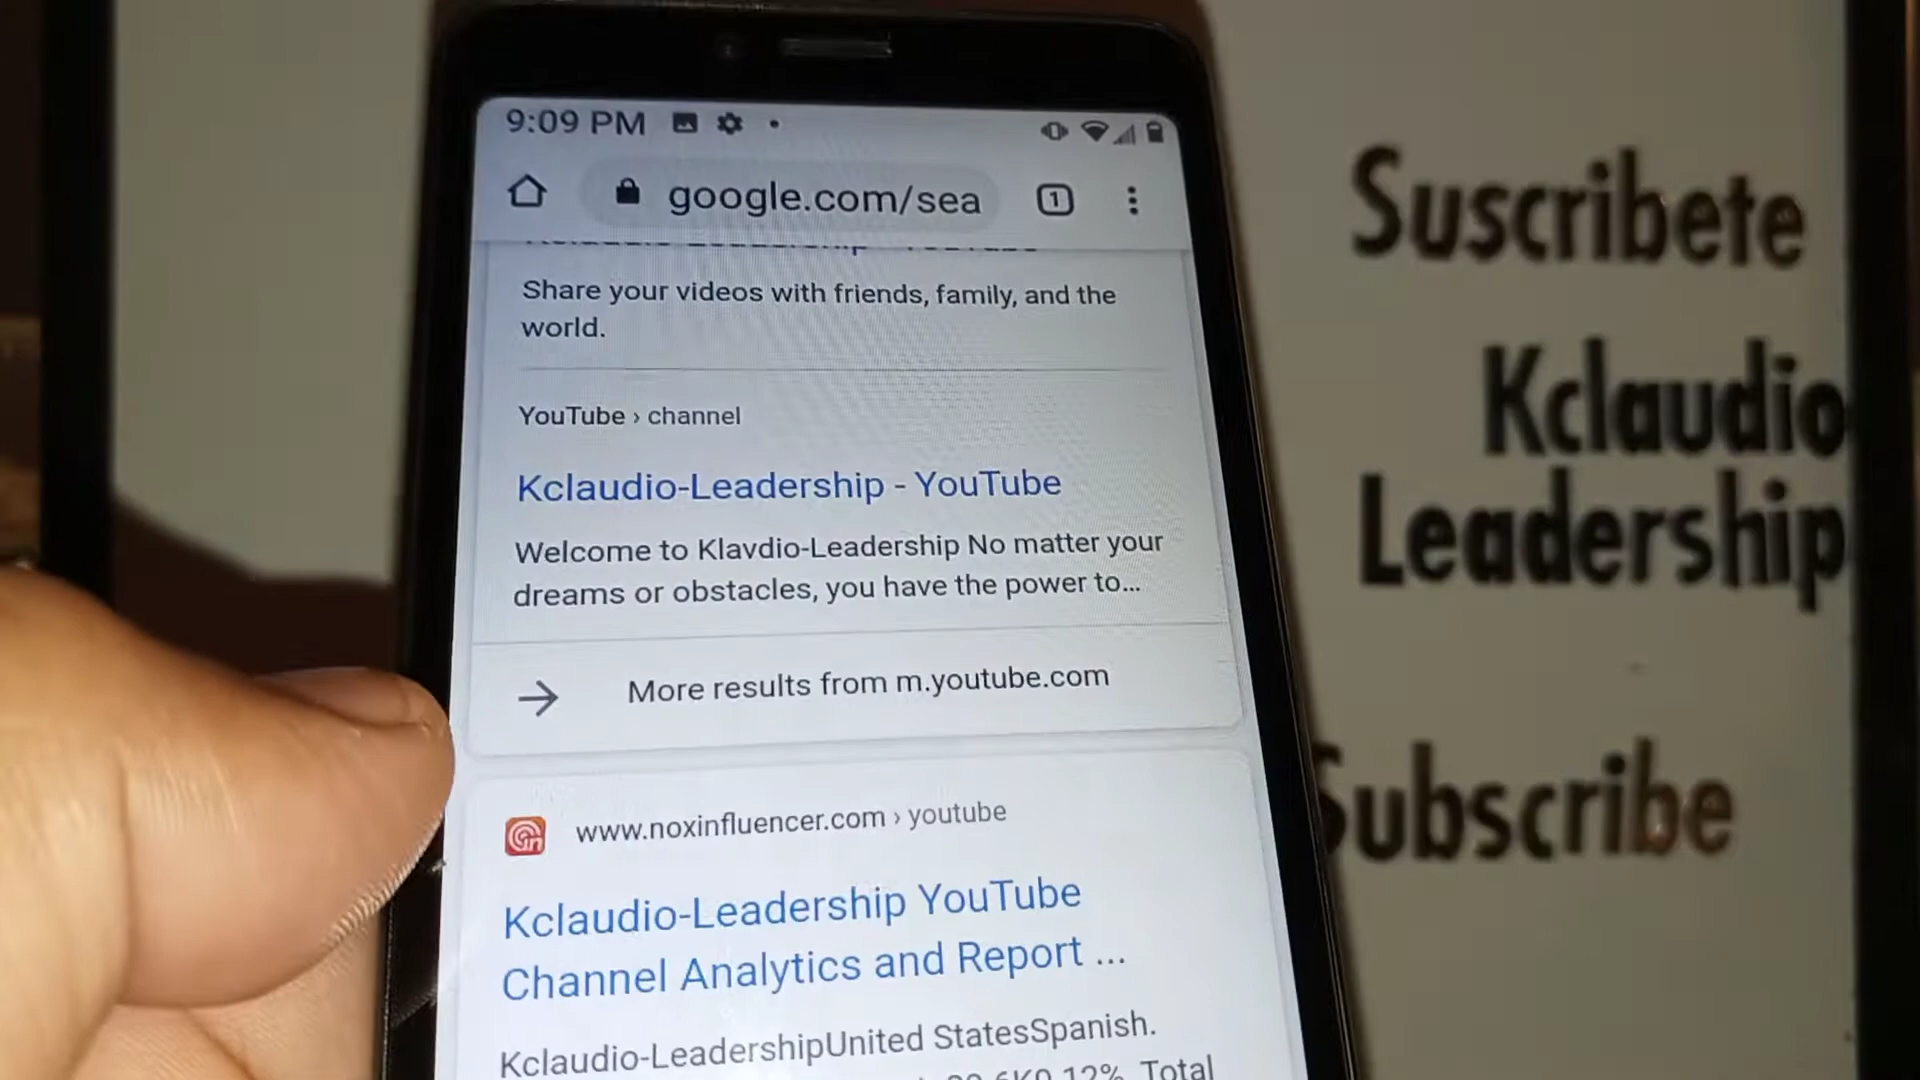 9:09 PM
google.com/sea
1
Share your videos with friends, family, and the
world.
YouTube › channel
Kclaudio-Leadership - YouTube
Welcome to Klavdio-Leadership No matter your
dreams or obstacles, you have the power to...
More results from m.youtube.com
www.noxinfluencer.com › youtube
Kclaudio-Leadership YouTube
Channel Analytics and Report ...
Kclaudio-LeadershipUnited StatesSpanish.
Total
Suscribete
Kclaudio
Leadership
Subscribe